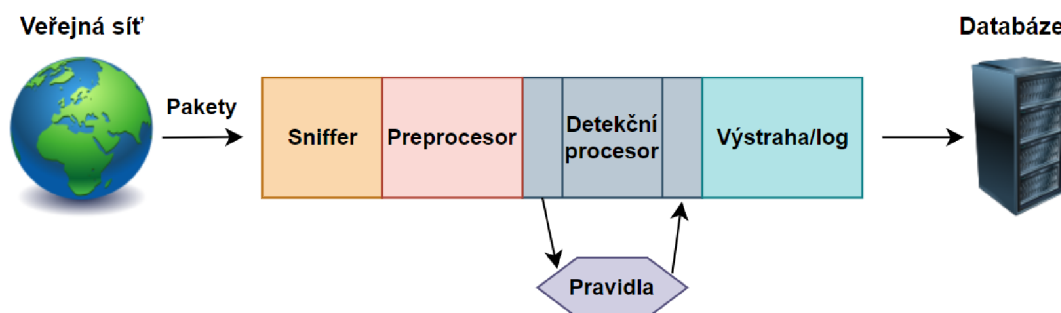 Veřejná síť
Databáze
Pakety
Sniffer
Preprocesor
Detekční
procesor
Výstraha/log
Pravidla